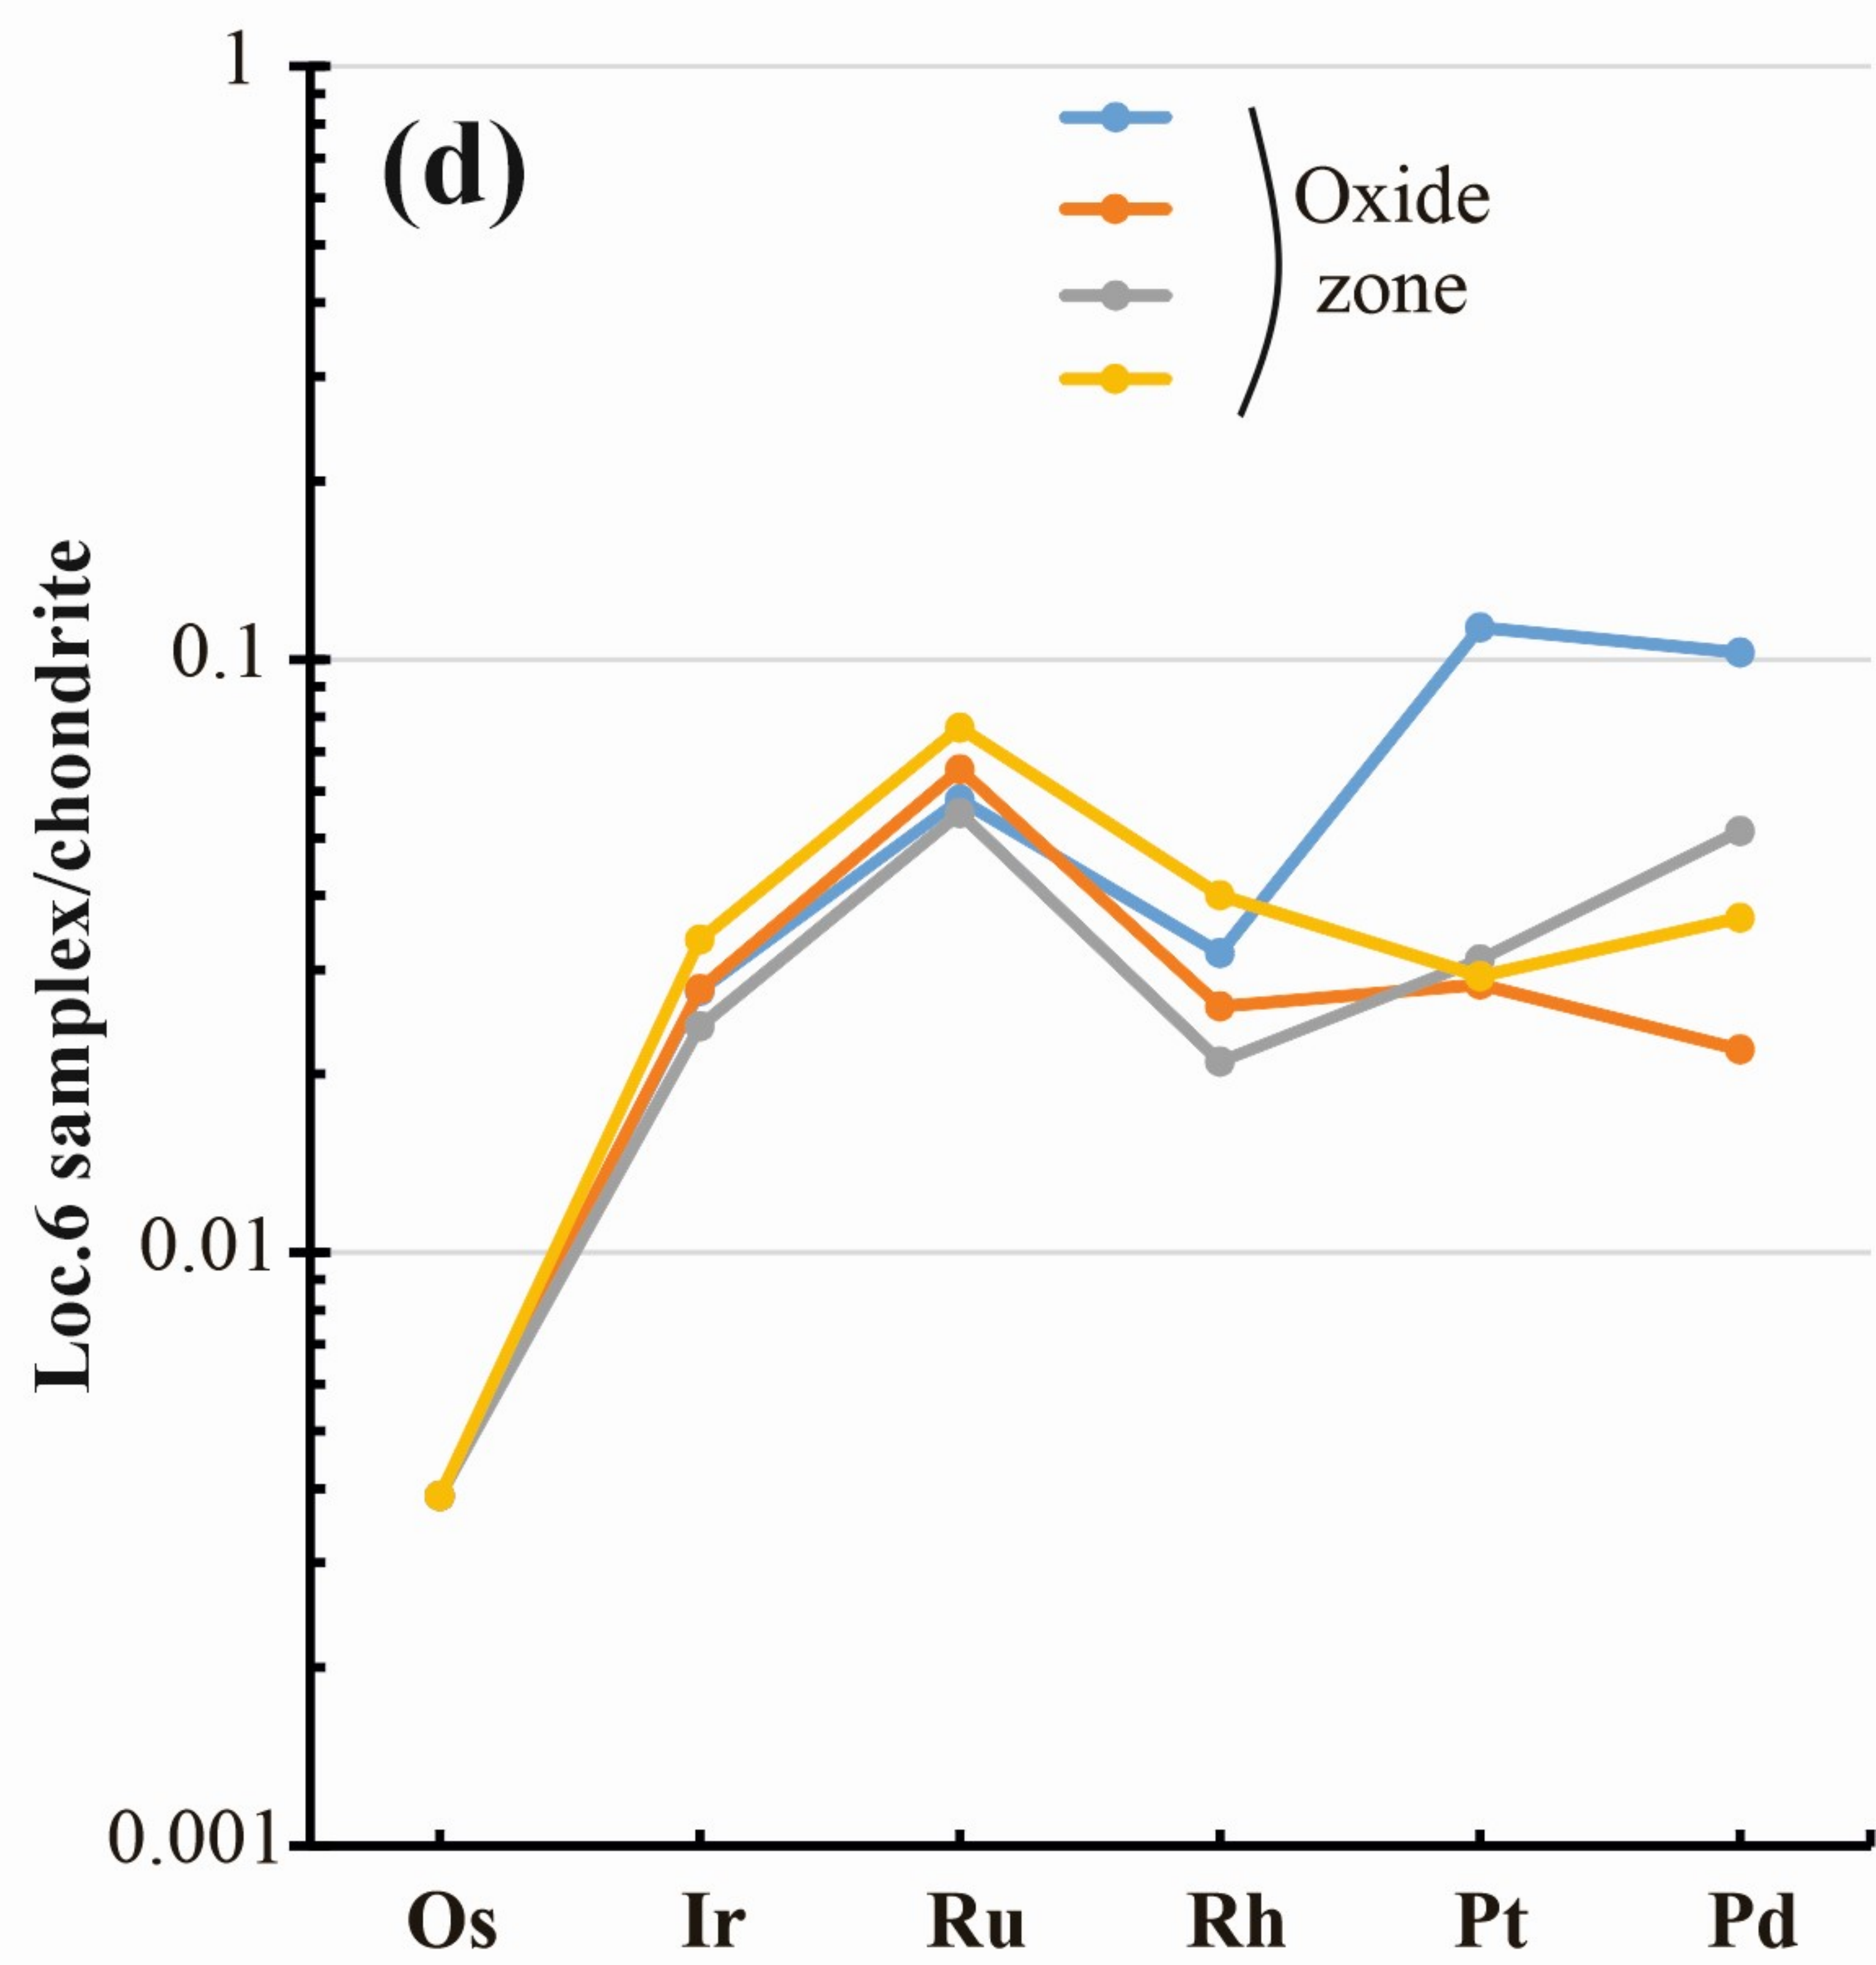 1
(d)
Oxide
zone
0.1
0.01
0.001
Loc.6 samplex/chondrite
Os Ir Ru Rh Pt Pd